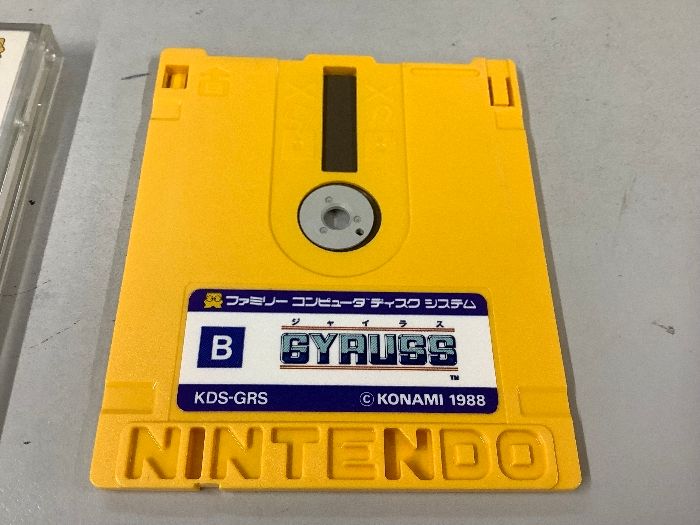 ファミリー コンピュータ ディスク システム
B
ジャイラス
GYRUSS
TM
KDS-GRS
© KONAMI 1988
NINTENDO